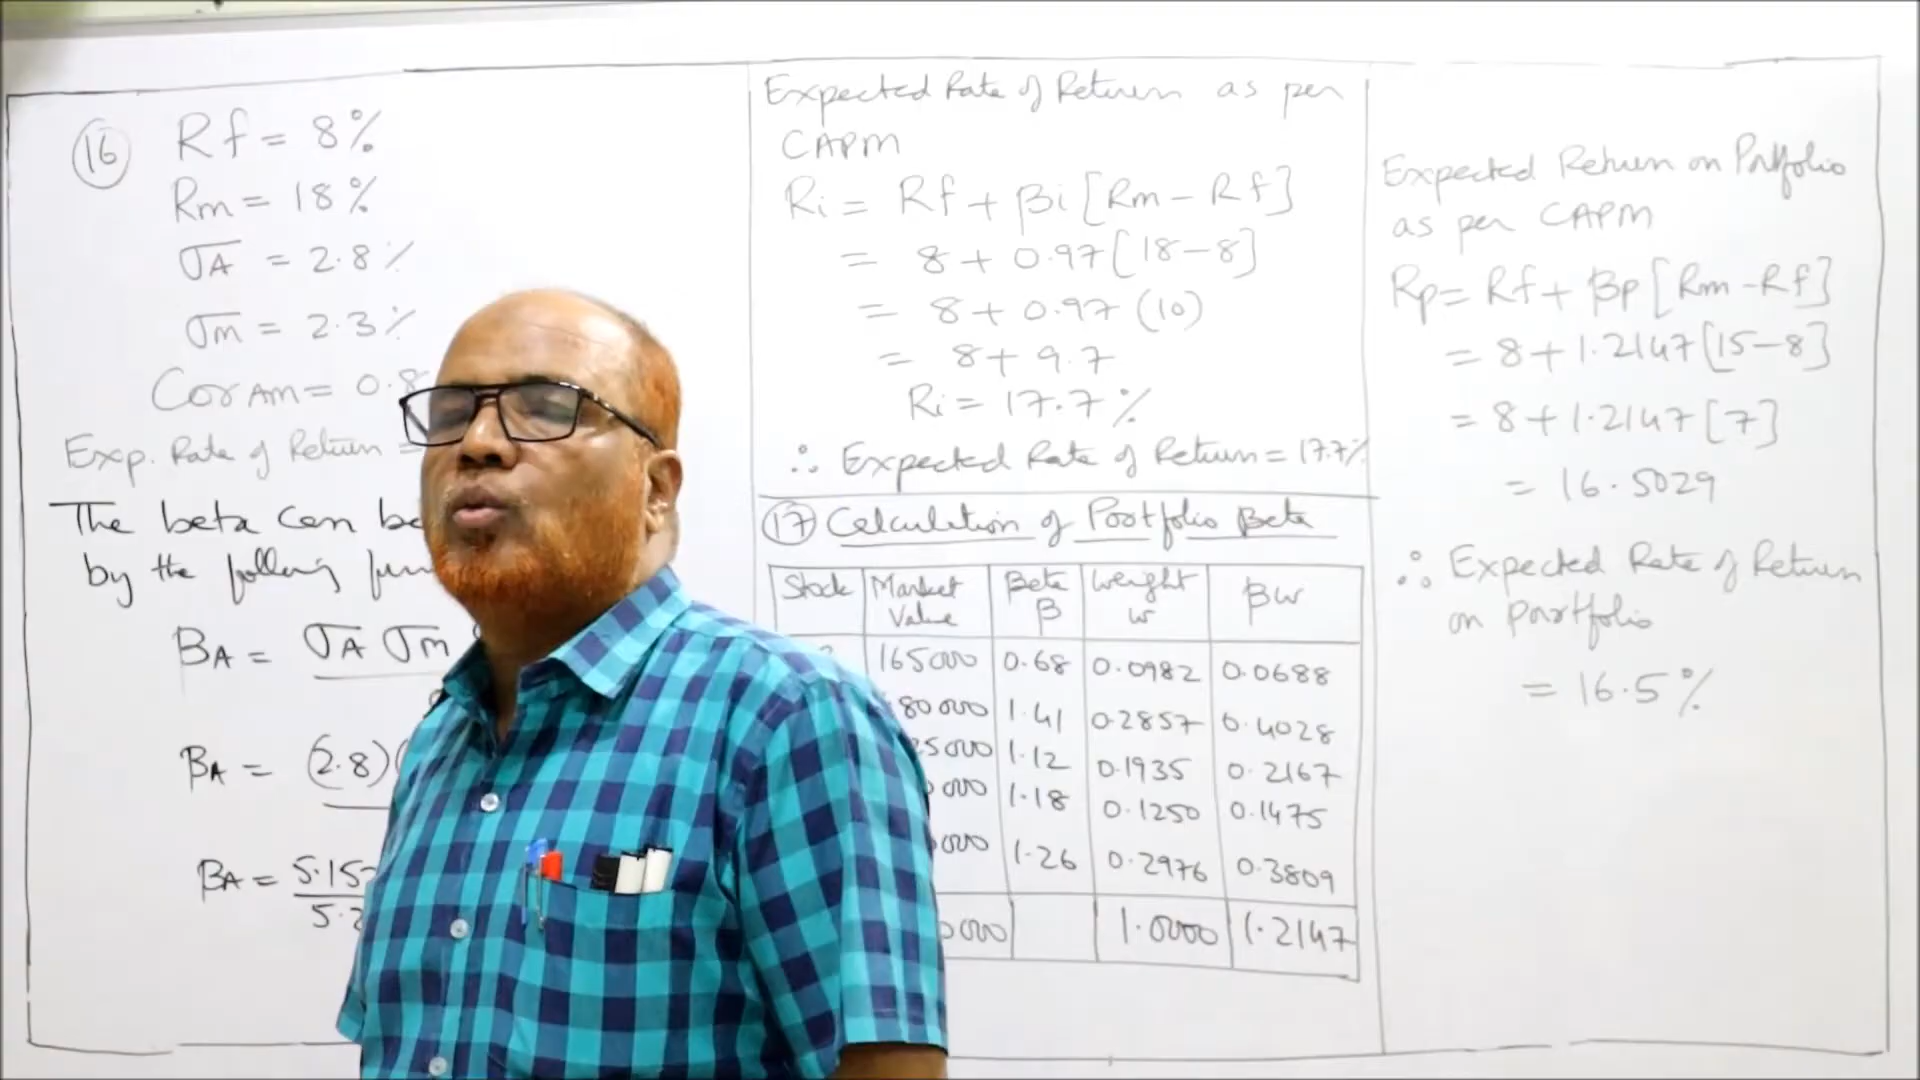 16 Rf = 8%
Rm = 18%
σA = 2.8%
σm = 2.3%
CorAm = 0.8
Exp. Rate of Return =
The beta can be
by the
BA = σA σm
BA = (2.8)(
BA = 5.15
5.2
Expected Rate of Return as per
CAPM
Ri = Rf + βi [Rm - Rf]
= 8 + 0.97 [18-8]
= 8 + 0.97 (10)
= 8 + 9.7
Ri = 17.7%
∴ Expected Rate of Return = 17.7%
17 Calculation of Portfolio Beta
Stock Market Value Beta β Weight w βw
165000 0.68 0.0982 0.0688
80000 1.41 0.2857 0.4028
25000 1.12 0.1935 0.2167
0000 1.18 0.1250 0.1475
0000 1.26 0.2976 0.3809
0000 1.0000 1.2147
Expected Return on Portfolio
as per CAPM
Rp = Rf + βp [Rm - Rf]
= 8 + 1.2147 [15-8]
= 8 + 1.2147 [7]
= 16.5029
∴ Expected Rate of Return
on portfolio
= 16.5%